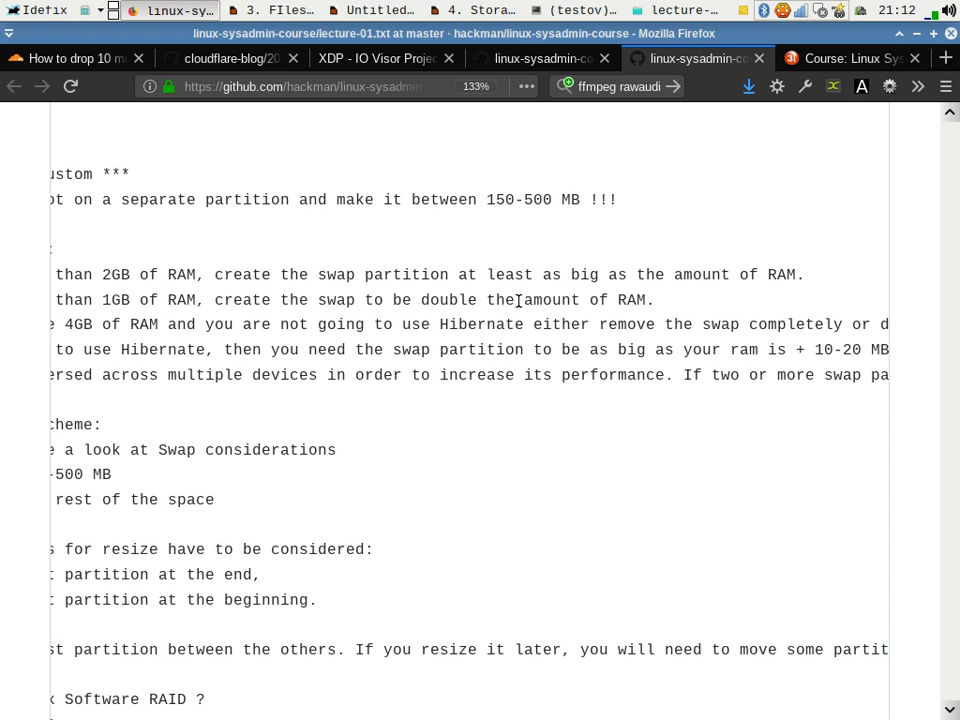 Idefix
linux-sy...
3. FIles...
Untitled...
4. Stora...
(testov)...
lecture-...
21:12
linux-sysadmin-course/lecture-01.txt at master · hackman/linux-sysadmin-course - Mozilla Firefox
How to drop 10 mi
cloudflare-blog/20
XDP - IO Visor Projec
linux-sysadmin-co
linux-sysadmin-co
Course: Linux Sys
https://github.com/hackman/linux-sysadmin
133%
ffmpeg rawaudi
ustom ***
ot on a separate partition and make it between 150-500 MB !!!
:
than 2GB of RAM, create the swap partition at least as big as the amount of RAM.
than 1GB of RAM, create the swap to be double the amount of RAM.
e 4GB of RAM and you are not going to use Hibernate either remove the swap completely or d
to use Hibernate, then you need the swap partition to be as big as your ram is + 10-20 MB
ersed across multiple devices in order to increase its performance. If two or more swap pa
cheme:
e a look at Swap considerations
-500 MB
rest of the space
s for resize have to be considered:
t partition at the end,
t partition at the beginning.
st partition between the others. If you resize it later, you will need to move some partit
x Software RAID ?